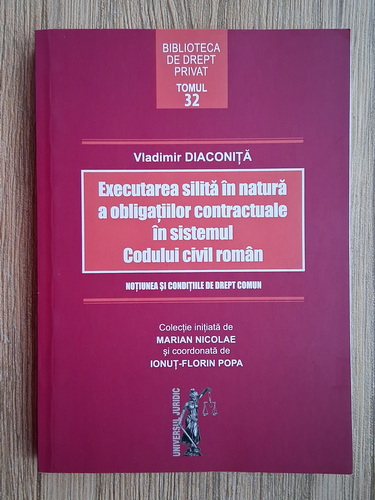 BIBLIOTECA
DE DREPT
PRIVAT
TOMUL
32
Vladimir DIACONIȚĂ
Executarea silită în natură
a obligațiilor contractuale
în sistemul
Codului civil român
NOȚIUNEA ȘI CONDIȚIILE DE DREPT COMUN
Colecție inițiată de
MARIAN NICOLAE
și coordonată de
IONUȚ-FLORIN POPA
UNIVERSUL JURIDIC